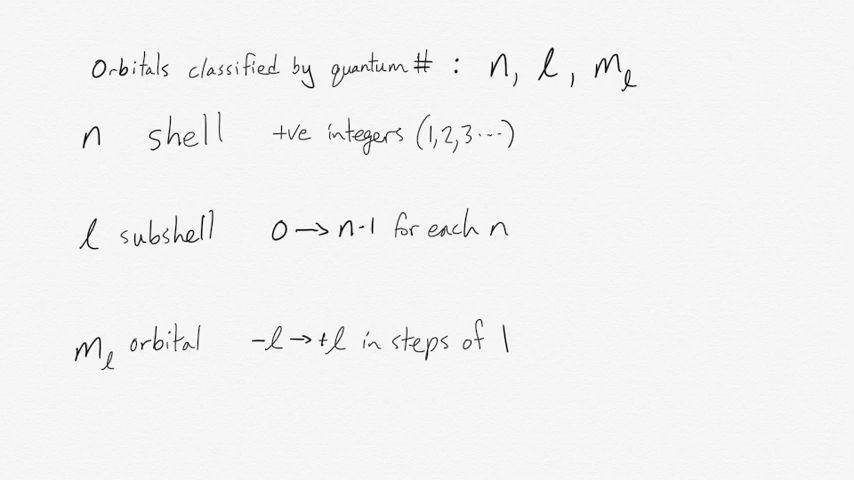 Orbitals classified by quantum # : n, l, ml
n shell +ve integers (1,2,3...)
l subshell 0 → n-1 for each n
ml orbital -l → +l in steps of 1